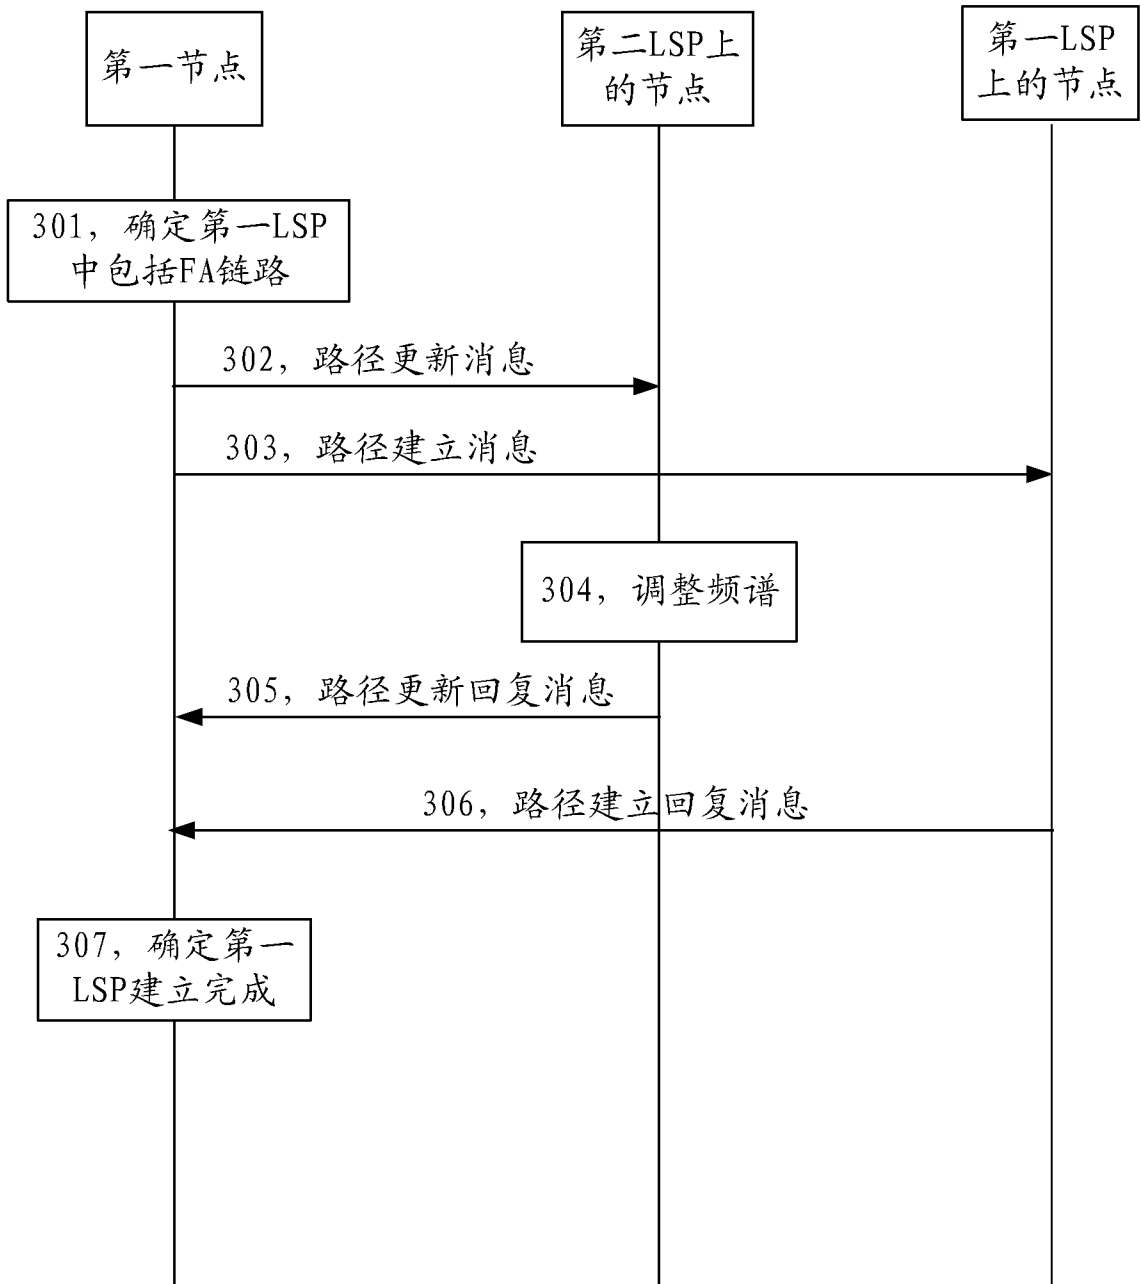 第一节点
第二LSP上
的节点
第一LSP
上的节点
301，确定第一LSP
中包括FA链路
302，路径更新消息
303，路径建立消息
304，调整频谱
305，路径更新回复消息
306，路径建立回复消息
307，确定第一
LSP建立完成